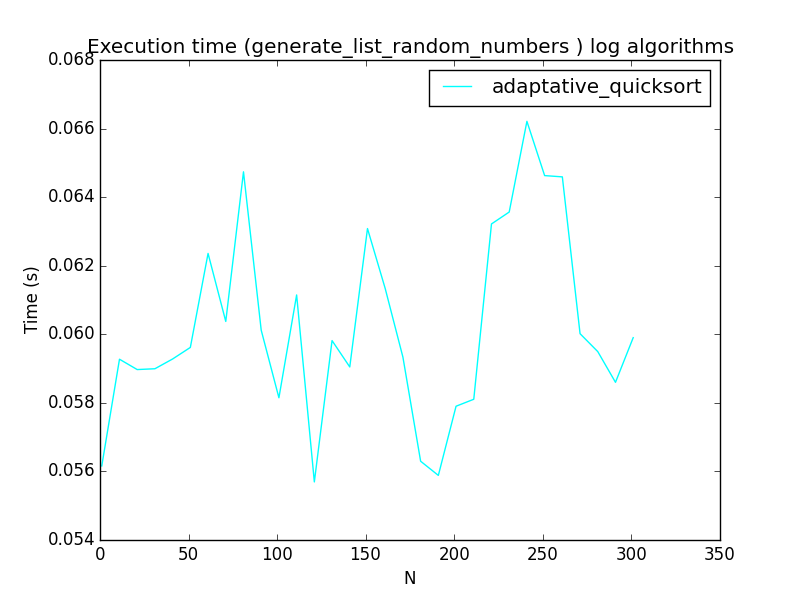 Execution time (generate_list_random_numbers ) log algorithms
adaptative_quicksort
0.068
0.066
0.064
0.062
0.060
0.058
0.056
0.054
Time (s)
0 50 100 150 200 250 300 350
N